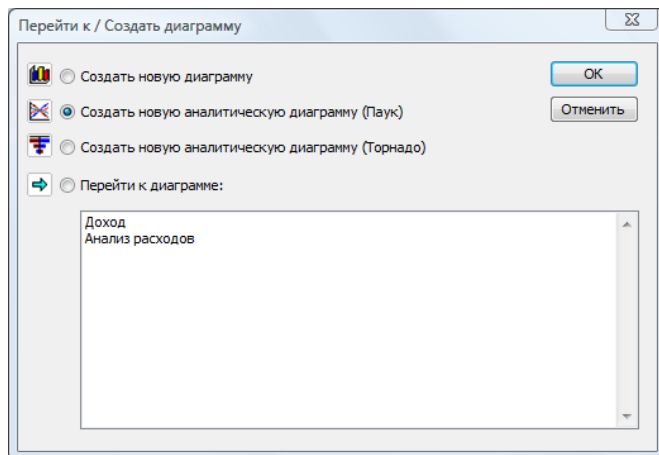 Перейти к / Создать диаграмму
Создать новую диаграмму
OK
Создать новую аналитическую диаграмму (Паук)
Отменить
Создать новую аналитическую диаграмму (Торнадо)
Перейти к диаграмме:
Доход
Анализ расходов